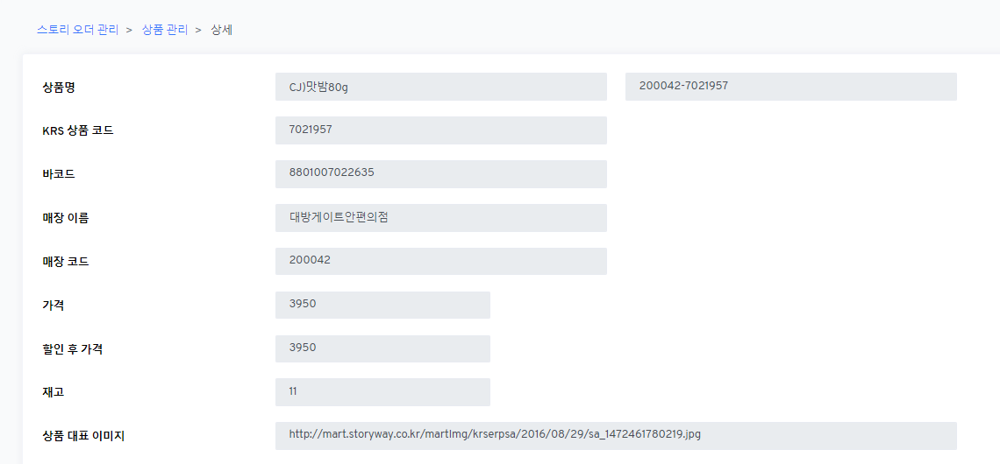 스토리 오더 관리 > 상품 관리 > 상세
상품명 CJ)맛밤80g 200042-7021957
KRS 상품 코드 7021957
바코드 8801007022635
매장 이름 대방게이트안편의점
매장 코드 200042
가격 3950
할인 후 가격 3950
재고 11
상품 대표 이미지 http://mart.storyway.co.kr/martImg/krserpsa/2016/08/29/sa_1472461780219.jpg